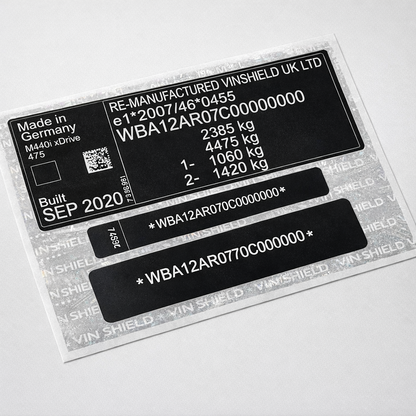 RE-MANUFACTURED VINSHIELD UK LTD
e1*2007/46*0455
WBA12AR07C00000000
2385 kg
4475 kg
1- 1060 kg
2- 1420 kg
Made in
Germany
M440i xDrive
475
Built
SEP 2020
*WBA12AR070C0000000*
*WBA12AR0770C000000*
VIN SHIELD